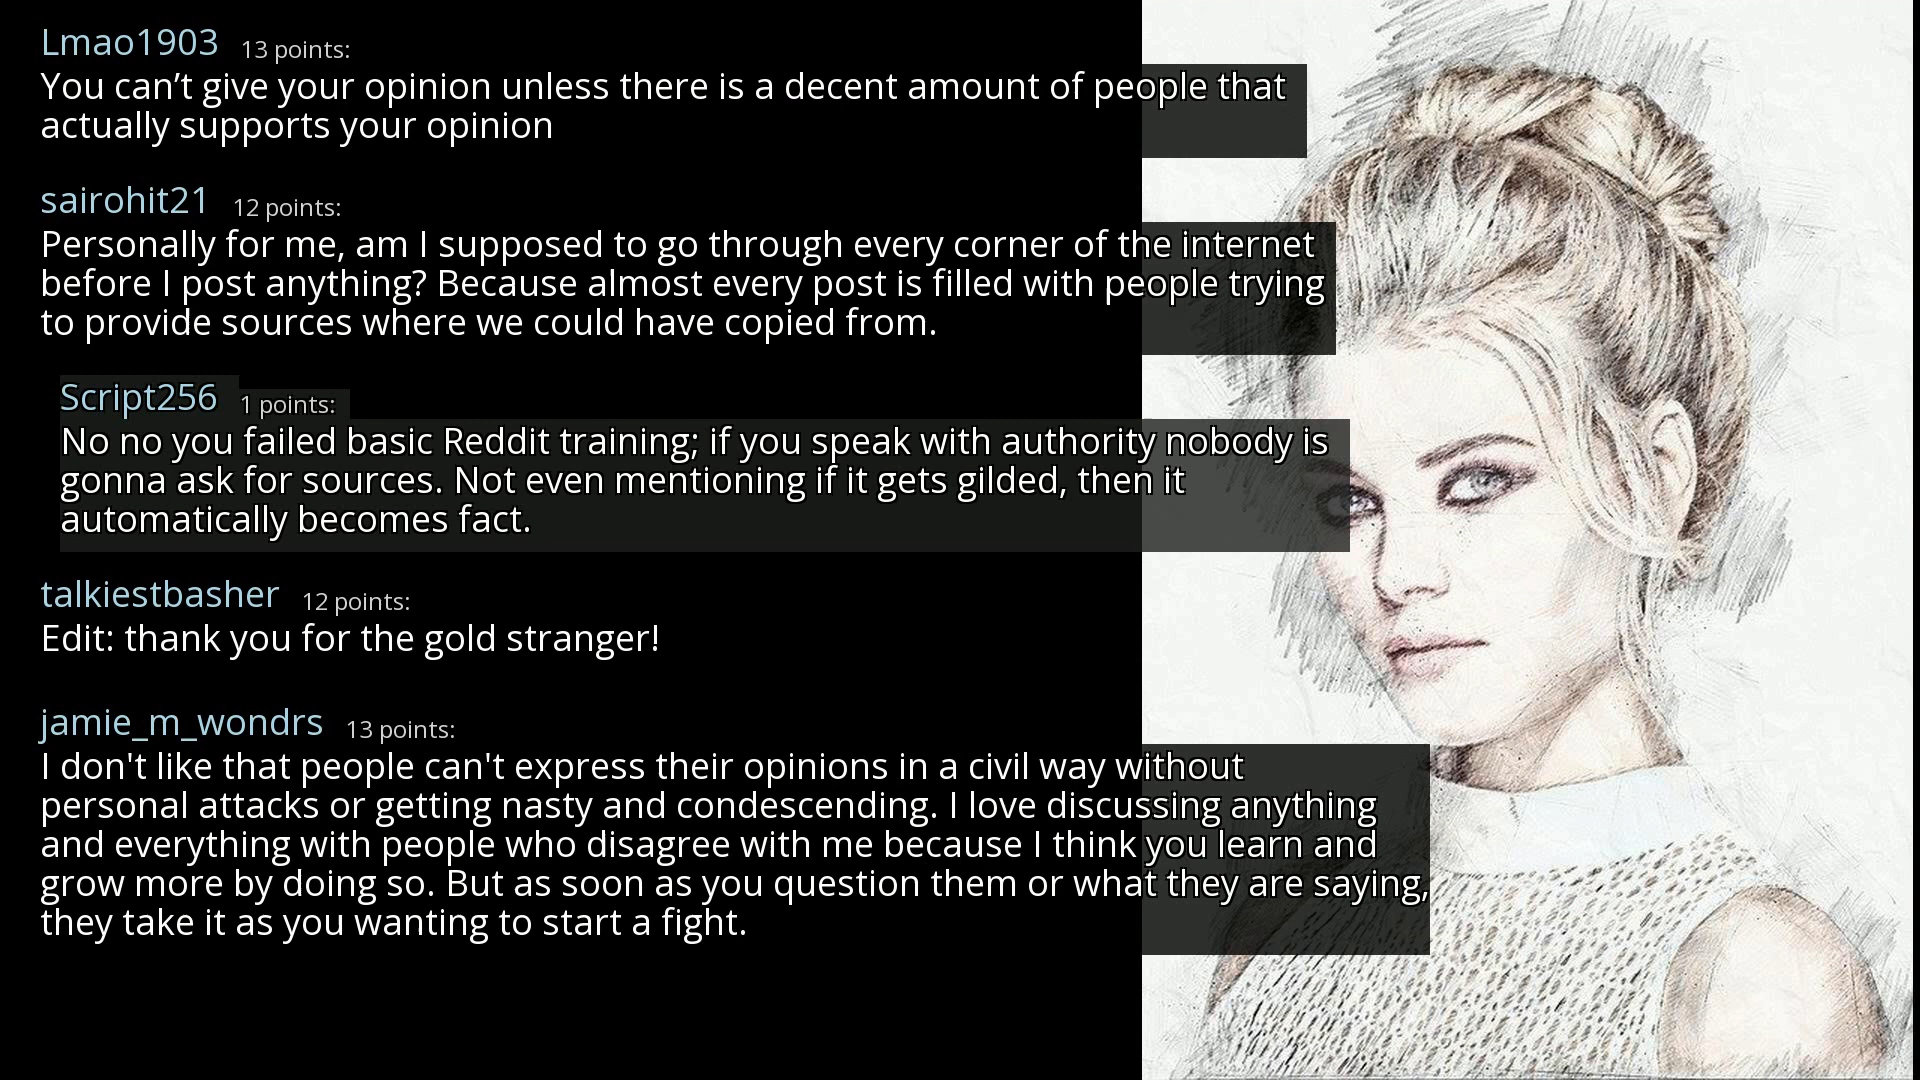 Lmao1903 13 points:
You can’t give your opinion unless there is a decent amount of people that
actually supports your opinion
sairohit21 12 points:
Personally for me, am I supposed to go through every corner of the internet
before I post anything? Because almost every post is filled with people trying
to provide sources where we could have copied from.
Script256 1 points:
No no you failed basic Reddit training; if you speak with authority nobody is
gonna ask for sources. Not even mentioning if it gets gilded, then it
automatically becomes fact.
talkiestbasher 12 points:
Edit: thank you for the gold stranger!
jamie_m_wondrs 13 points:
I don't like that people can't express their opinions in a civil way without
personal attacks or getting nasty and condescending. I love discussing anything
and everything with people who disagree with me because I think you learn and
grow more by doing so. But as soon as you question them or what they are saying,
they take it as you wanting to start a fight.